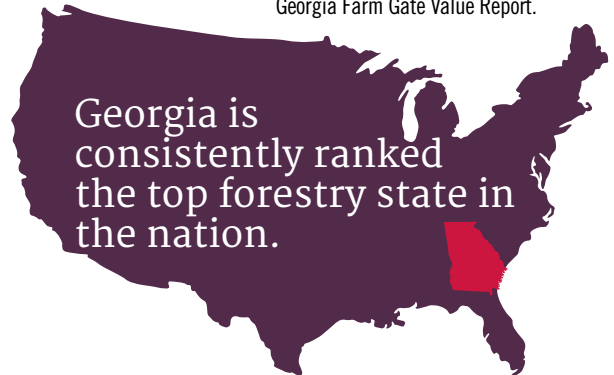 Georgia Farm Gate Value Report.
Georgia is
consistently ranked
the top forestry state in
the nation.